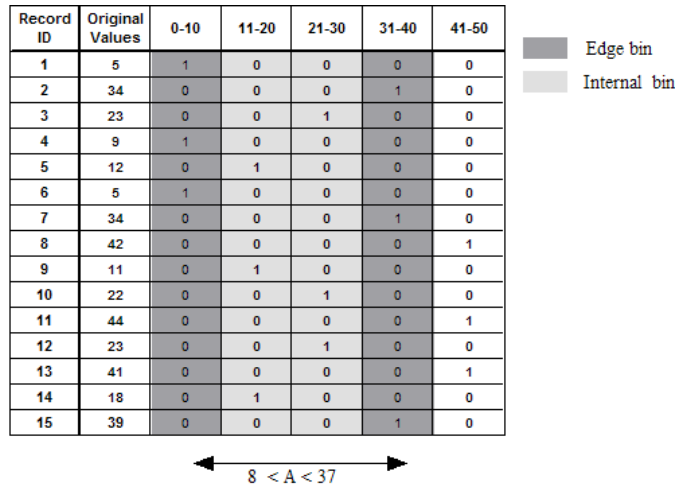 Record ID Original Values 0-10 11-20 21-30 31-40 41-50
1 5 1 0 0 0 0
2 34 0 0 0 1 0
3 23 0 0 1 0 0
4 9 1 0 0 0 0
5 12 0 1 0 0 0
6 5 1 0 0 0 0
7 34 0 0 0 1 0
8 42 0 0 0 0 1
9 11 0 1 0 0 0
10 22 0 0 1 0 0
11 44 0 0 0 0 1
12 23 0 0 1 0 0
13 41 0 0 0 0 1
14 18 0 1 0 0 0
15 39 0 0 0 1 0
Edge bin
Internal bin
8 < A < 37